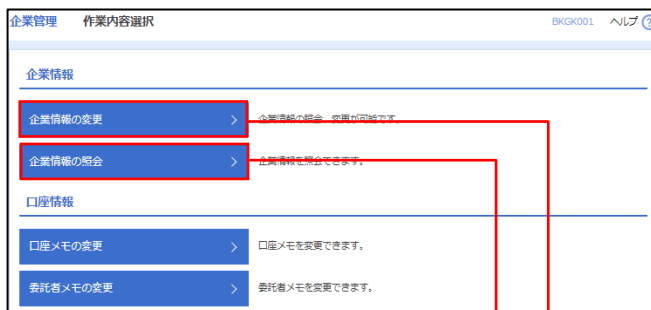 企業管理 作業内容選択 BKGK001 ヘルプ ?
企業情報
企業情報の変更 企業情報の照会、変更が可能です。
企業情報の照会 企業情報を照会できます。
口座情報
口座メモの変更 口座メモを変更できます。
委託者メモの変更 委託者メモを変更できます。